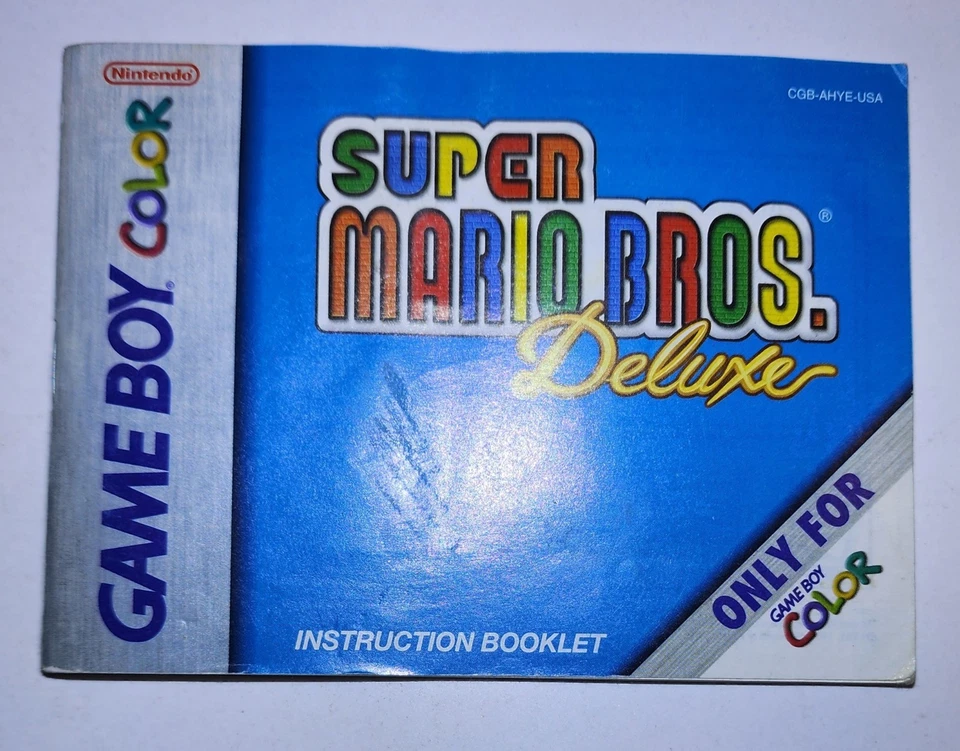 Nintendo®
GAME BOY® COLOR
CGB-AHYE-USA
SUPER
MARIO BROS.®
Deluxe
INSTRUCTION BOOKLET
ONLY FOR
GAME BOY
COLOR